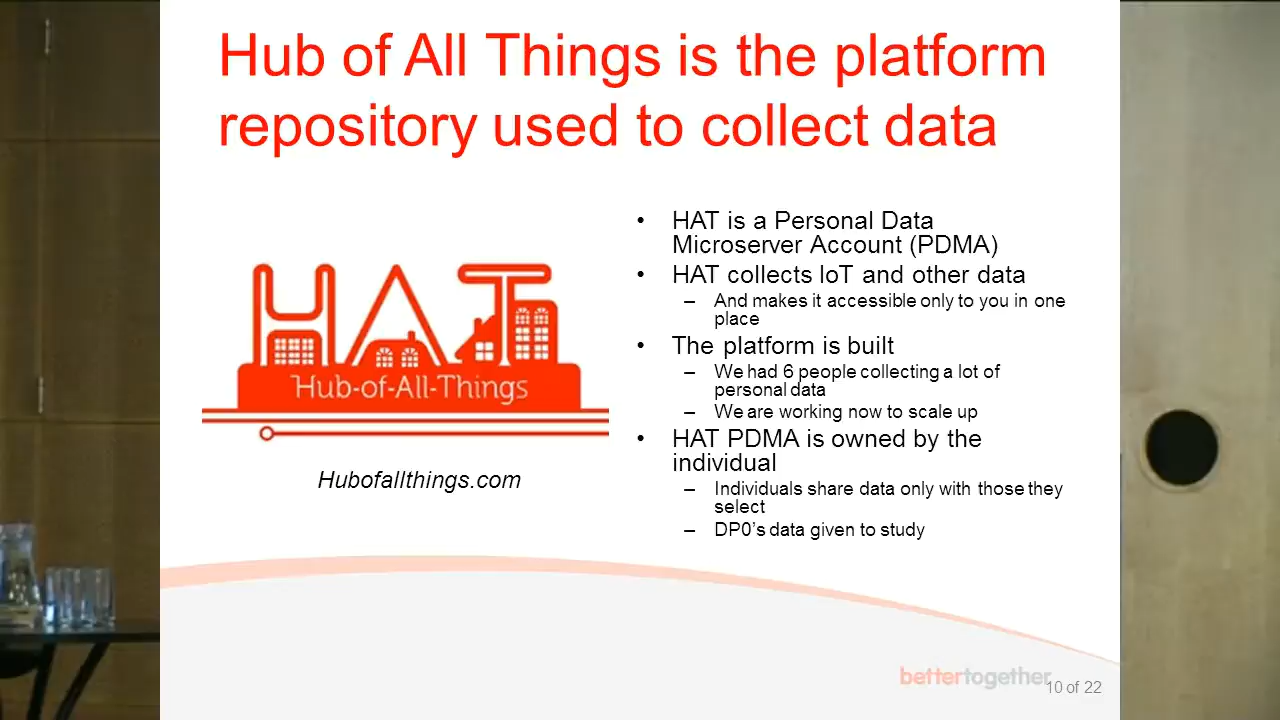 Hub of All Things is the platform
repository used to collect data
HAT
Hub-of-All-Things
Hubofallthings.com
• HAT is a Personal Data
Microserver Account (PDMA)
• HAT collects IoT and other data
– And makes it accessible only to you in one
place
• The platform is built
– We had 6 people collecting a lot of
personal data
– We are working now to scale up
• HAT PDMA is owned by the
individual
– Individuals share data only with those they
select
– DP0's data given to study
bettertogether
10 of 22